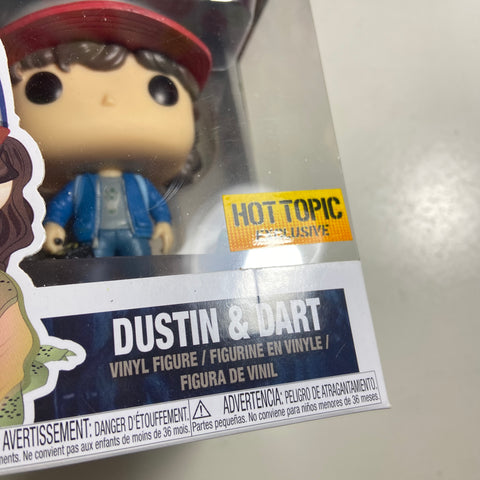 HOT TOPIC
EXCLUSIVE
DUSTIN & DART
VINYL FIGURE / FIGURINE EN VINYLE /
FIGURA DE VINIL
AVERTISSEMENT: DANGER D'ÉTOUFFEMENT.
ments. Ne convient pas aux enfants de moins de 36 mois.
ADVERTENCIA: PELIGRO DE ATRAGANTAMIENTO.
Partes pequeñas. No conviene para niños menores de 36 meses.